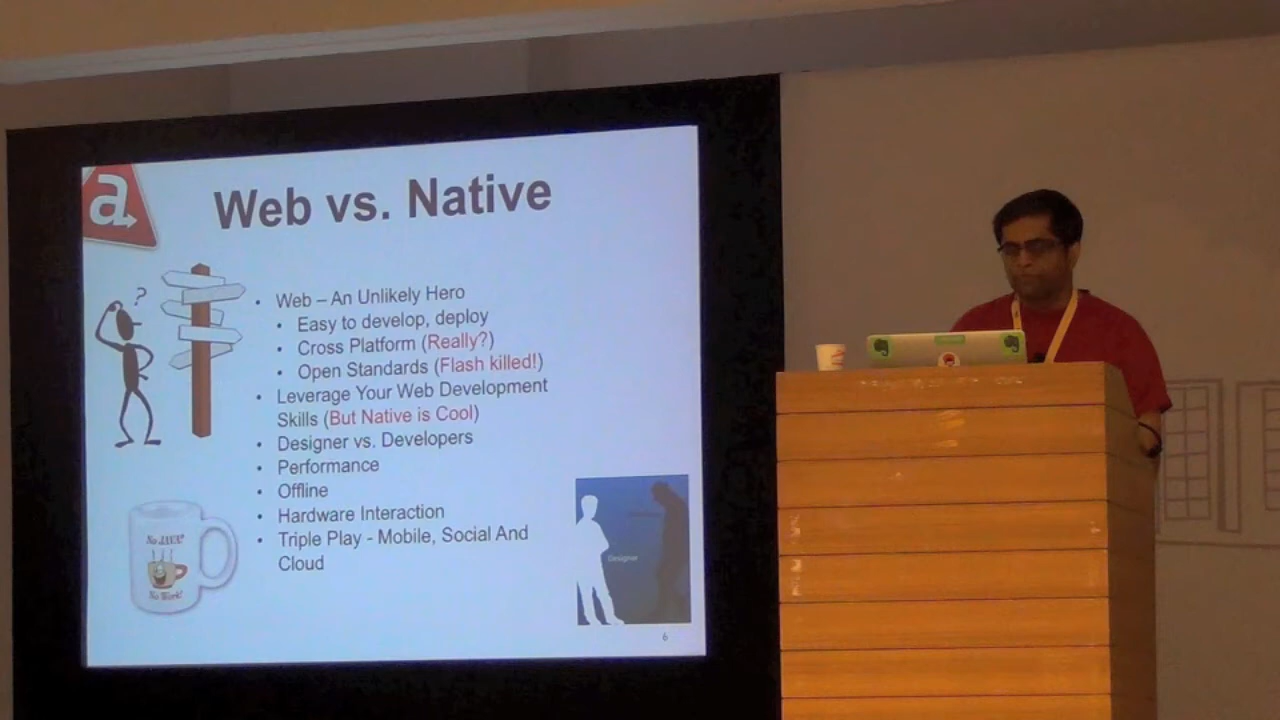 a
Web vs. Native
?
• Web – An Unlikely Hero
• Easy to develop, deploy
• Cross Platform (Really?)
• Open Standards (Flash killed!)
• Leverage Your Web Development
Skills (But Native is Cool)
• Designer vs. Developers
• Performance
• Offline
• Hardware Interaction
• Triple Play - Mobile, Social And
Cloud
No JAVA?
No Work!
Designer
6